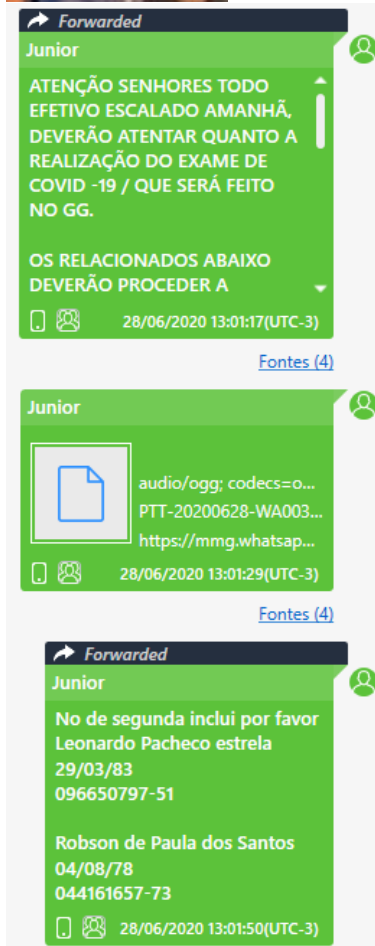 Forwarded
Junior
ATENÇÃO SENHORES TODO
EFETIVO ESCALADO AMANHÃ,
DEVERÃO ATENTAR QUANTO A
REALIZAÇÃO DO EXAME DE
COVID -19 / QUE SERÁ FEITO
NO GG.
OS RELACIONADOS ABAIXO
DEVERÃO PROCEDER A
28/06/2020 13:01:17(UTC-3)
Fontes (4)
Junior
audio/ogg; codecs=o...
PTT-20200628-WA003...
https://mmg.whatsap...
28/06/2020 13:01:29(UTC-3)
Fontes (4)
Forwarded
Junior
No de segunda inclui por favor
Leonardo Pacheco estrela
29/03/83
096650797-51
Robson de Paula dos Santos
04/08/78
044161657-73
28/06/2020 13:01:50(UTC-3)